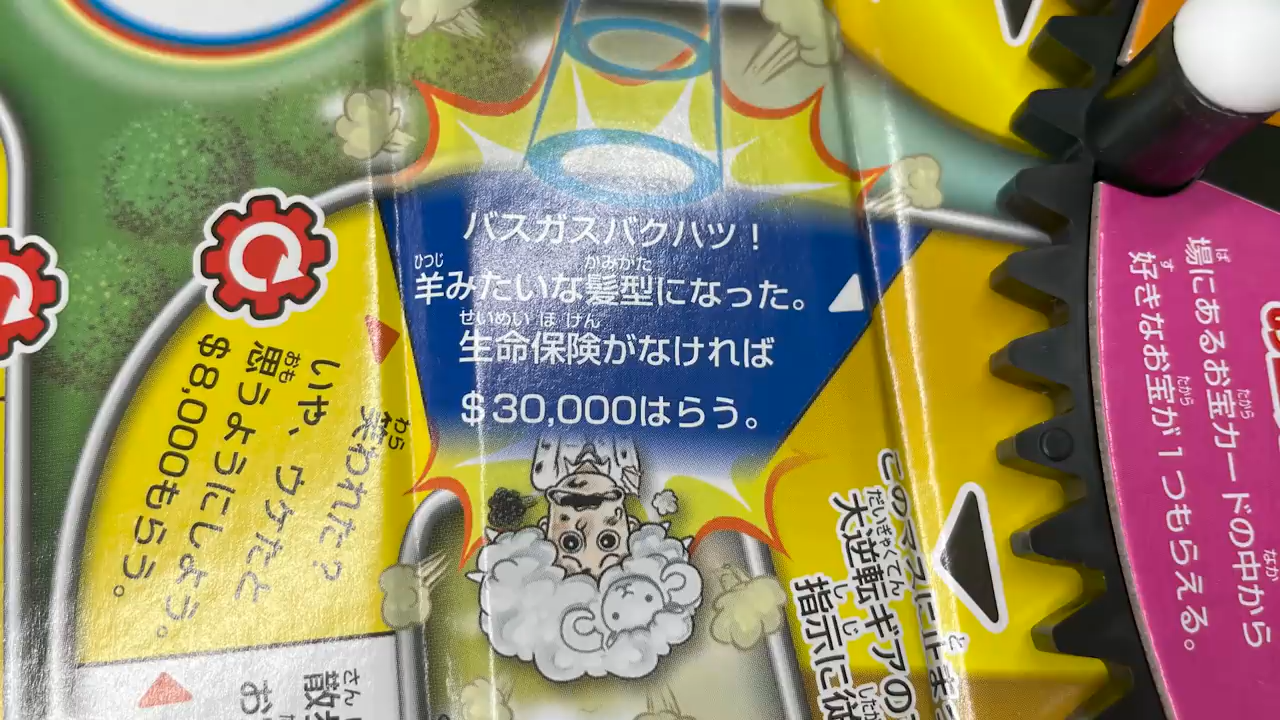 バスガスバクハツ！
羊みたいな髪型になった。
生命保険がなければ
$30,000はらう。
笑われた？
いや、ウケたと
思うようにしよう。
$8,000もらう。
このマスに止ま
大逆転ギアの
指示に従
場にあるお宝カードの中から
好きなお宝が1つもらえる。
散
お